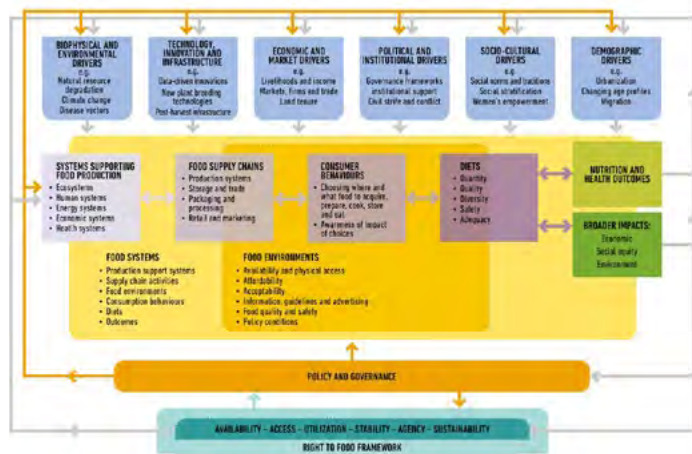 BIOPHYSICAL AND
ENVIRONMENTAL
DRIVERS
e.g.
Natural resource
degradation
Climate change
Disease vectors
TECHNOLOGY,
INNOVATION AND
INFRASTRUCTURE
e.g.
Data-driven innovations
New plant breeding
technologies
Post-harvest infrastructure
ECONOMIC AND
MARKET DRIVERS
e.g.
Livelihoods and income
Markets, firms and trade
Land tenure
POLITICAL AND
INSTITUTIONAL DRIVERS
e.g.
Governance frameworks
institutional support
Civil strife and conflict
SOCIO-CULTURAL
DRIVERS
e.g.
Social norms and traditions
Social stratification
Women's empowerment
DEMOGRAPHIC
DRIVERS
e.g.
Urbanization
Changing age profiles
Migration
SYSTEMS SUPPORTING
FOOD PRODUCTION
• Ecosystems
• Human systems
• Energy systems
• Economic systems
• Health systems
FOOD SUPPLY CHAINS
• Production systems
• Storage and trade
• Packaging and
processing
• Retail and marketing
CONSUMER
BEHAVIOURS
• Choosing where and
what food to acquire,
prepare, cook, store
and eat
• Awareness of impact
of choices
DIETS
• Quantity
• Quality
• Diversity
• Safety
• Adequacy
NUTRITION AND
HEALTH OUTCOMES
BROADER IMPACTS:
Economic
Social equity
Environment
FOOD SYSTEMS
• Production support systems
• Supply chain activities
• Food environments
• Consumption behaviours
• Diets
• Outcomes
FOOD ENVIRONMENTS
• Availability and physical access
• Affordability
• Acceptability
• Information, guidelines and advertising
• Food quality and safety
• Policy conditions
POLICY AND GOVERNANCE
AVAILABILITY – ACCESS – UTILIZATION – STABILITY – AGENCY – SUSTAINABILITY
RIGHT TO FOOD FRAMEWORK